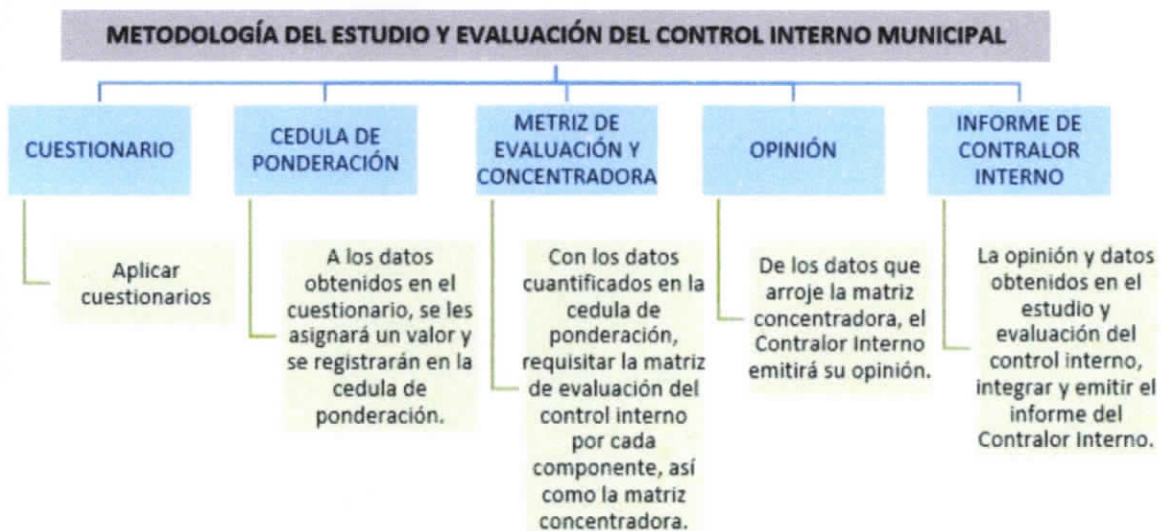 METODOLOGÍA DEL ESTUDIO Y EVALUACIÓN DEL CONTROL INTERNO MUNICIPAL
CUESTIONARIO
Aplicar
cuestionarios
CEDULA DE
PONDERACIÓN
A los datos
obtenidos en el
cuestionario, se les
asignará un valor y
se registrarán en la
cedula de
ponderación.
METRIZ DE
EVALUACIÓN Y
CONCENTRADORA
Con los datos
cuantificados en la
cedula de
ponderación,
requisitar la matriz
de evaluación del
control interno
por cada
componente, así
como la matriz
concentradora.
OPINIÓN
De los datos que
arroje la matriz
concentradora, el
Contralor Interno
emitirá su opinión.
INFORME DE
CONTRALOR
INTERNO
La opinión y datos
obtenidos en el
estudio y
evaluación del
control interno,
integrar y emitir el
informe del
Contralor Interno.